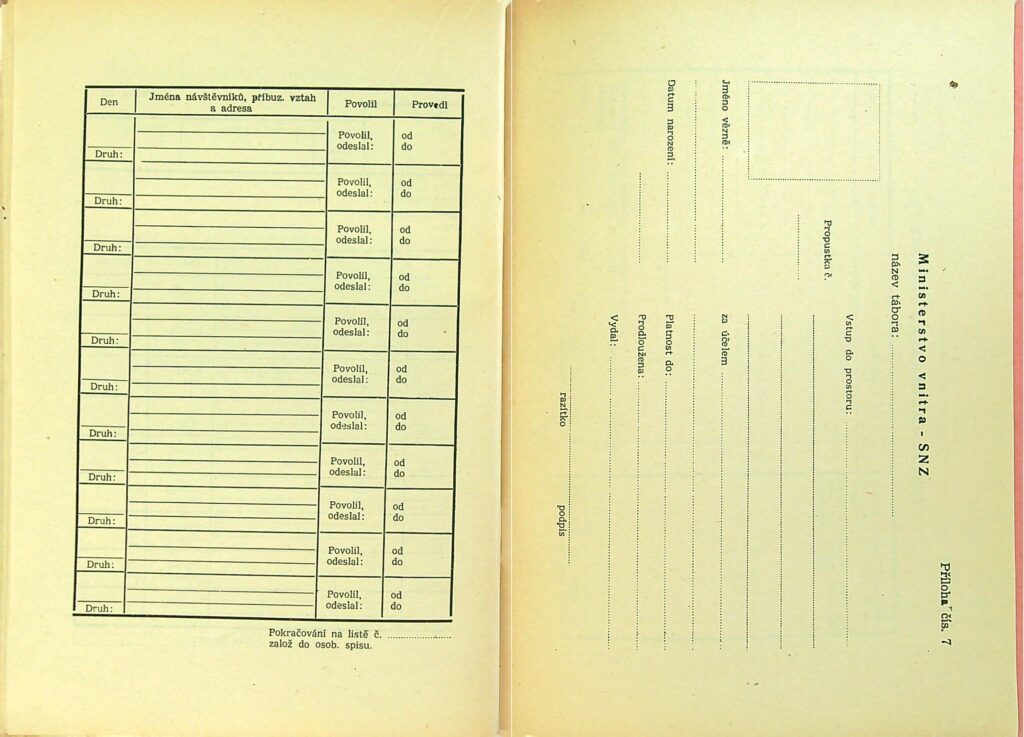 Den Jména návštěvníků, příbuz. vztah a adresa Povolil Provedl
Povolil, od
odeslal: do
Druh:
Povolil, od
odeslal: do
Druh:
Povolil, od
odeslal: do
Druh:
Povolil, od
odeslal: do
Druh:
Povolil, od
odeslal: do
Druh:
Povolil, od
odeslal: do
Druh:
Povolil, od
odeslal: do
Druh:
Povolil, od
odeslal: do
Druh:
Povolil, od
odeslal: do
Druh:
Povolil, od
odeslal: do
Druh:
Povolil, od
odeslal: do
Druh:
Pokračování na listě č. ........................
založ do osob. spisu.
Příloha čís. 7
Ministerstvo vnitra - SNZ
název tábora:
Vstup do prostoru:
Propustka č.
Jméno vězně:
za účelem
Datum narození:
Platnost do:
Prodloužena:
Vydal:
razítko podpis